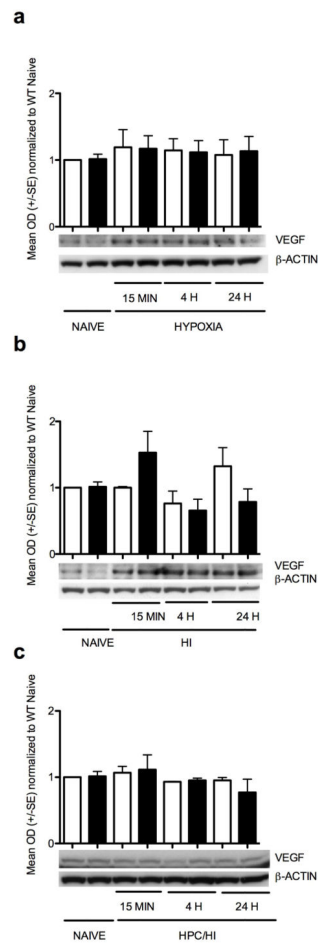 a
Mean OD (+/-SE) normalized to WT Naive
2
1
0
VEGF
β-ACTIN
15 MIN 4 H 24 H
NAIVE HYPOXIA
b
Mean OD (+/-SE) normalized to WT Naive
2
1
0
VEGF
β-ACTIN
15 MIN 4 H 24 H
NAIVE HI
c
Mean OD (+/-SE) normalized to WT Naive
2
1
0
VEGF
β-ACTIN
15 MIN 4 H 24 H
NAIVE HPC/HI